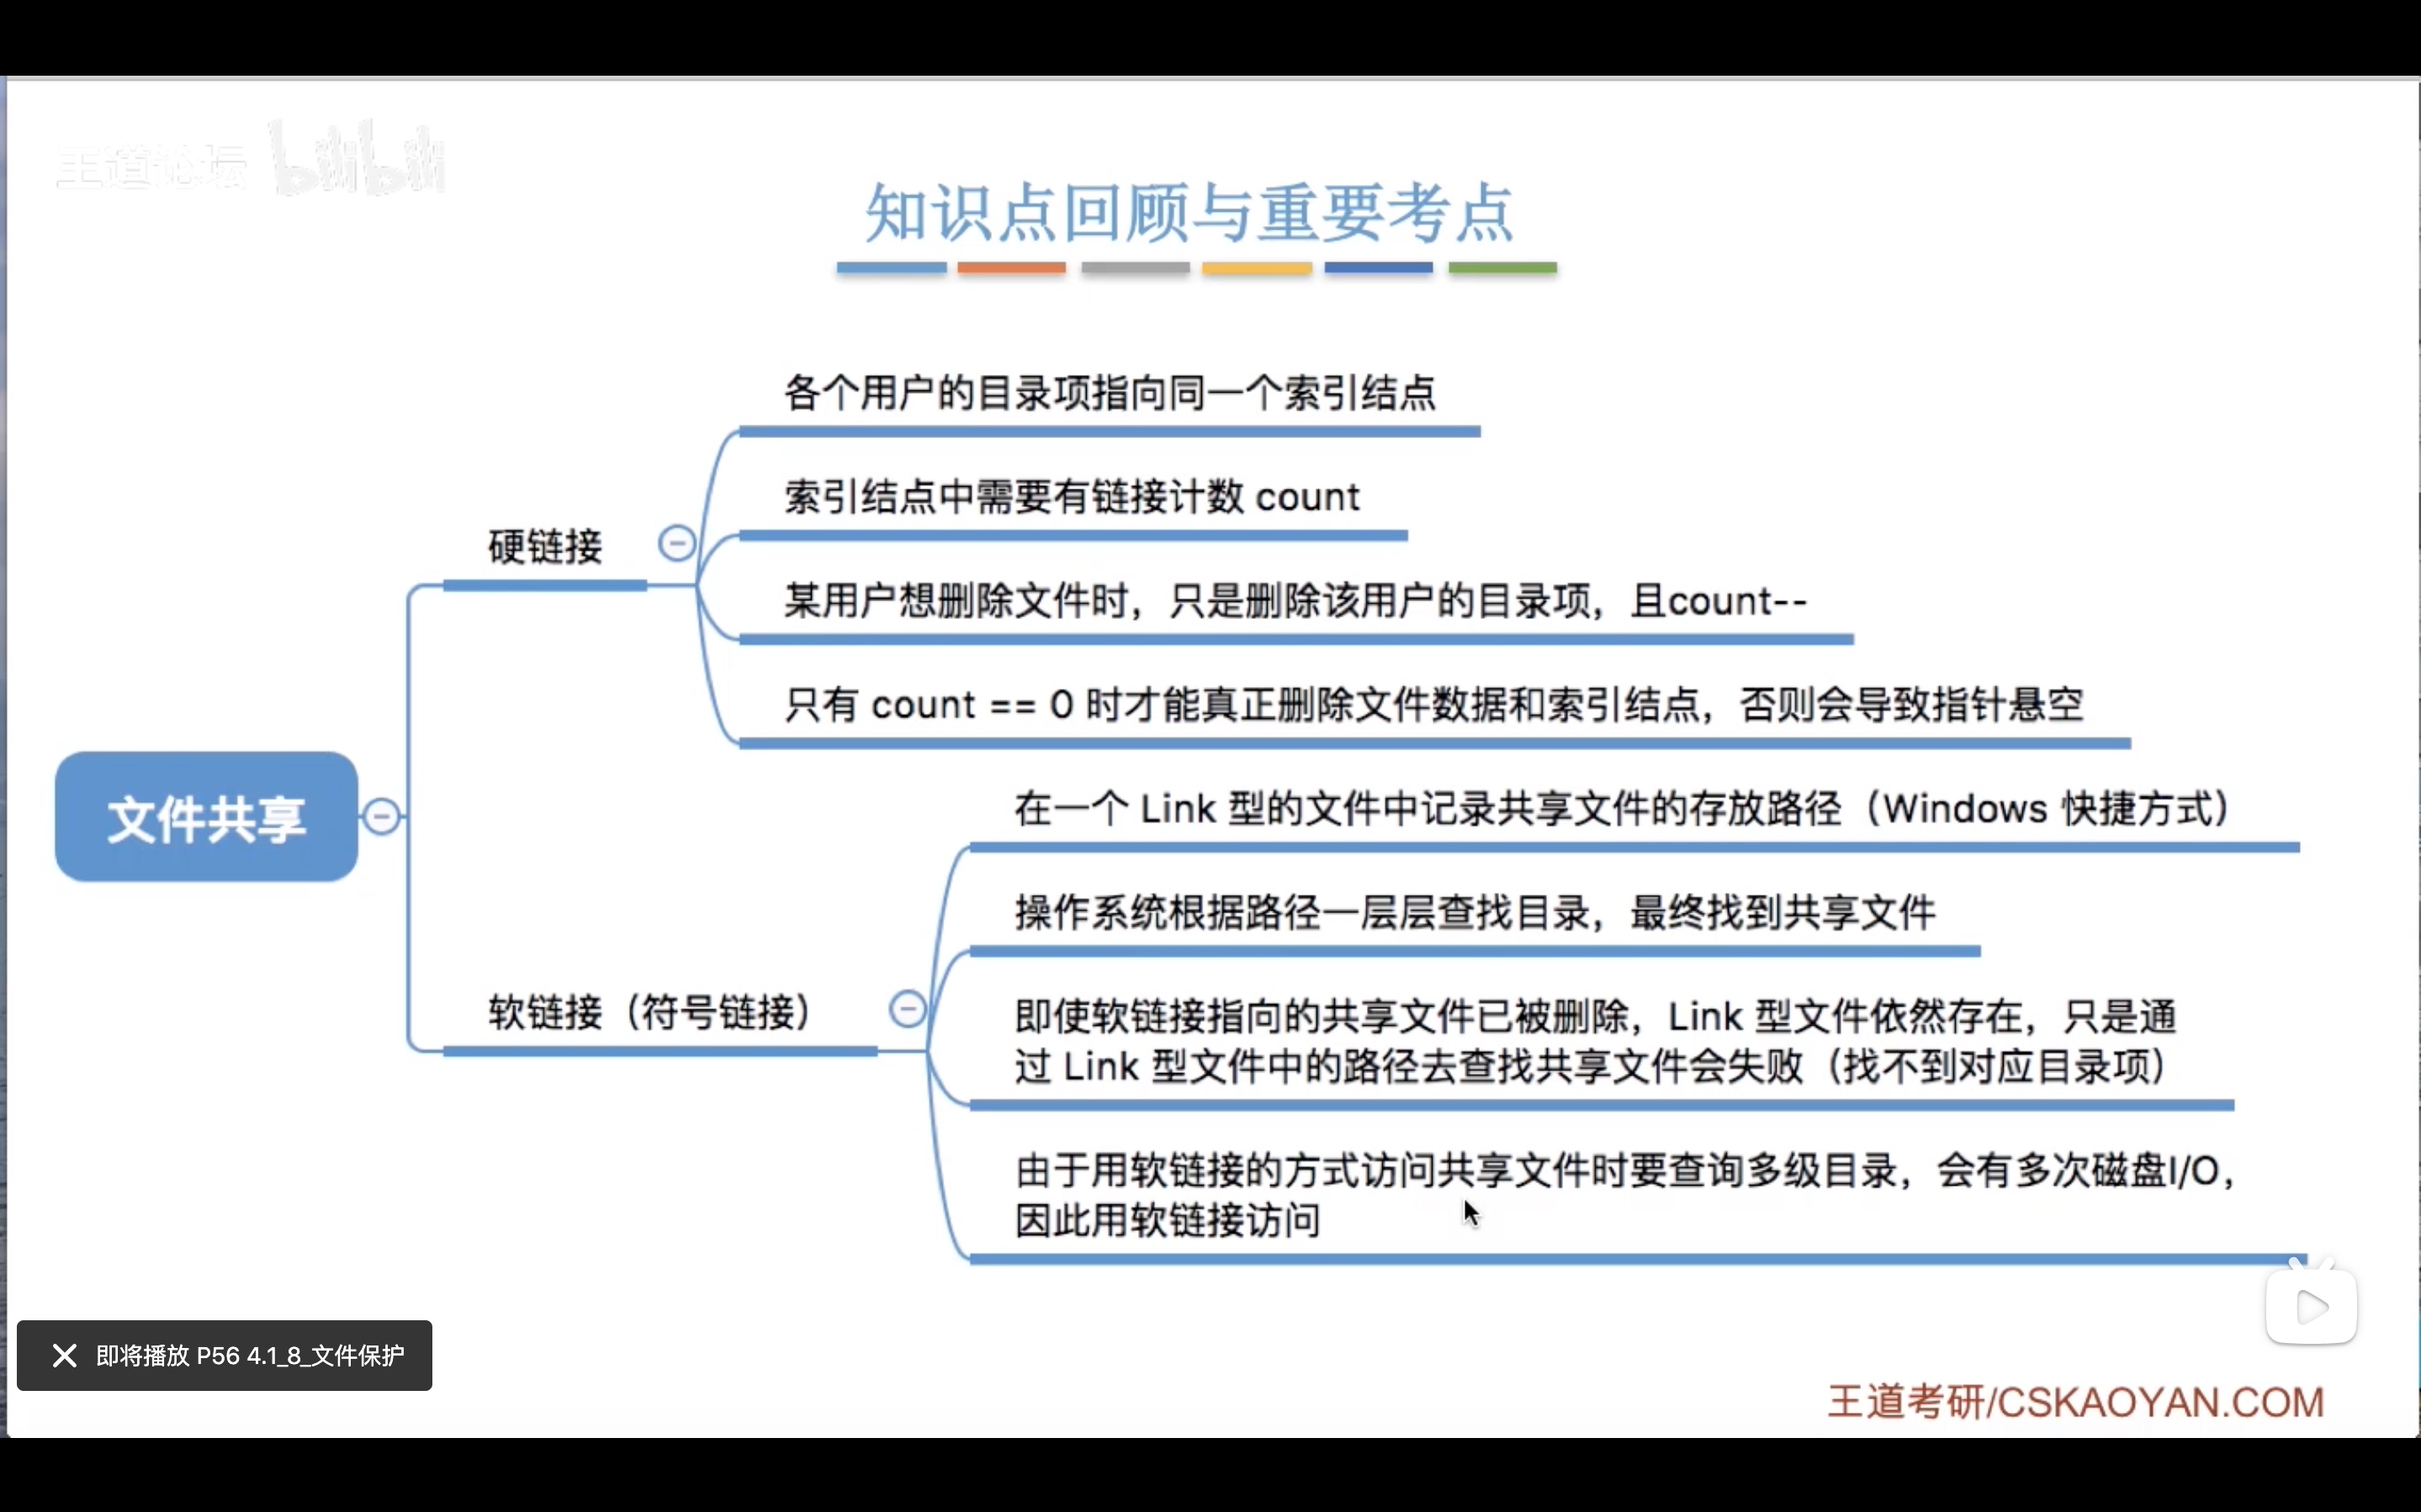 王道论坛 bilibili
知识点回顾与重要考点
各个用户的目录项指向同一个索引结点
索引结点中需要有链接计数 count
硬链接
某用户想删除文件时，只是删除该用户的目录项，且count--
只有 count == 0 时才能真正删除文件数据和索引结点，否则会导致指针悬空
文件共享
在一个 Link 型的文件中记录共享文件的存放路径（Windows 快捷方式）
操作系统根据路径一层层查找目录，最终找到共享文件
软链接（符号链接）
即使软链接指向的共享文件已被删除，Link 型文件依然存在，只是通
过 Link 型文件中的路径去查找共享文件会失败（找不到对应目录项）
由于用软链接的方式访问共享文件时要查询多级目录，会有多次磁盘I/O，
因此用软链接访问
即将播放 P56 4.1_8_文件保护
王道考研/CSKAOYAN.COM